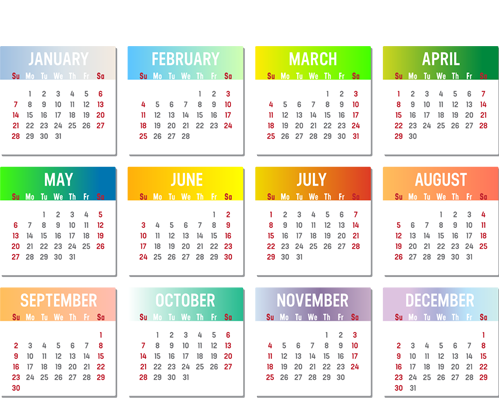 JANUARY
Su Mo Tu We Th Fr Sa
1 2 3 4 5 6
7 8 9 10 11 12 13
14 15 16 17 18 19 20
21 22 23 24 25 26 27
28 29 30 31
FEBRUARY
Su Mo Tu We Th Fr Sa
1 2 3
4 5 6 7 8 9 10
11 12 13 14 15 16 17
18 19 20 21 22 23 24
25 26 27 28
MARCH
Su Mo Tu We Th Fr Sa
1 2 3
4 5 6 7 8 9 10
11 12 13 14 15 16 17
18 19 20 21 22 23 24
25 26 27 28 29 30 31
APRIL
Su Mo Tu We Th Fr Sa
1 2 3 4 5 6 7
8 9 10 11 12 13 14
15 16 17 18 19 20 21
22 23 24 25 26 27 28
29 30
MAY
Su Mo Tu We Th Fr Sa
1 2 3 4 5
6 7 8 9 10 11 12
13 14 15 16 17 18 19
20 21 22 23 24 25 26
27 28 29 30 31
JUNE
Su Mo Tu We Th Fr Sa
1 2
3 4 5 6 7 8 9
10 11 12 13 14 15 16
17 18 19 20 21 22 23
24 25 26 27 28 29 30
JULY
Su Mo Tu We Th Fr Sa
1 2 3 4 5 6 7
8 9 10 11 12 13 14
15 16 17 18 19 20 21
22 23 24 25 26 27 28
29 30 31
AUGUST
Su Mo Tu We Th Fr Sa
1 2 3 4
5 6 7 8 9 10 11
12 13 14 15 16 17 18
19 20 21 22 23 24 25
26 27 28 29 30 31
SEPTEMBER
Su Mo Tu We Th Fr Sa
1
2 3 4 5 6 7 8
9 10 11 12 13 14 15
16 17 18 19 20 21 22
23 24 25 26 27 28 29
30
OCTOBER
Su Mo Tu We Th Fr Sa
1 2 3 4 5 6
7 8 9 10 11 12 13
14 15 16 17 18 19 20
21 22 23 24 25 26 27
28 29 30 31
NOVEMBER
Su Mo Tu We Th Fr Sa
1 2 3
4 5 6 7 8 9 10
11 12 13 14 15 16 17
18 19 20 21 22 23 24
25 26 27 28 29 30
DECEMBER
Su Mo Tu We Th Fr Sa
1
2 3 4 5 6 7 8
9 10 11 12 13 14 15
16 17 18 19 20 21 22
23 24 25 26 27 28 29
30 31